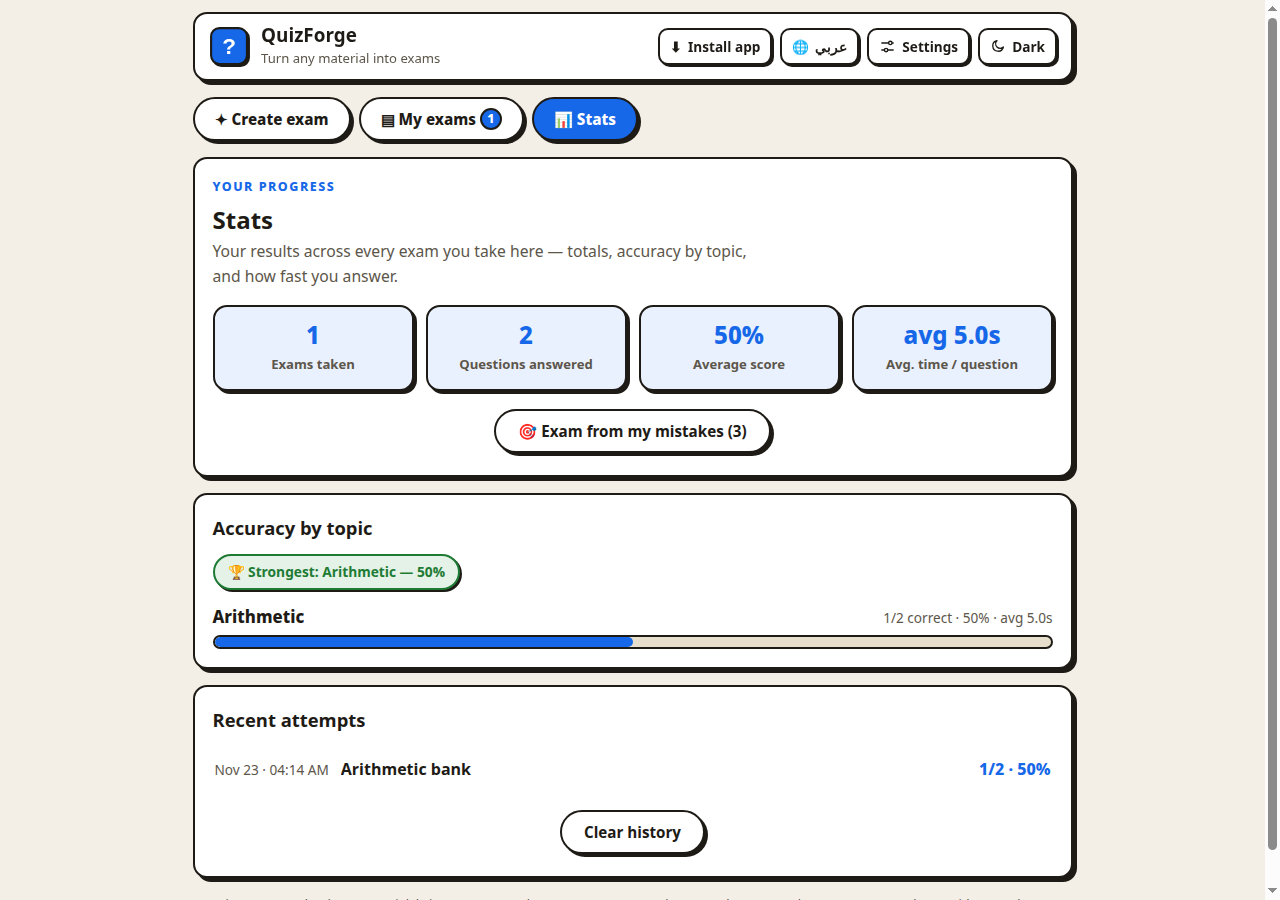 ?
QuizForge
Turn any material into exams
⬇ Install app
🌐 عربي
Settings
Dark
✦ Create exam
▤ My exams 1
📊 Stats
YOUR PROGRESS
Stats
Your results across every exam you take here — totals, accuracy by topic,
and how fast you answer.
1
Exams taken
2
Questions answered
50%
Average score
avg 5.0s
Avg. time / question
🎯 Exam from my mistakes (3)
Accuracy by topic
🏆 Strongest: Arithmetic — 50%
Arithmetic
1/2 correct · 50% · avg 5.0s
Recent attempts
Nov 23 · 04:14 AM Arithmetic bank
1/2 · 50%
Clear history